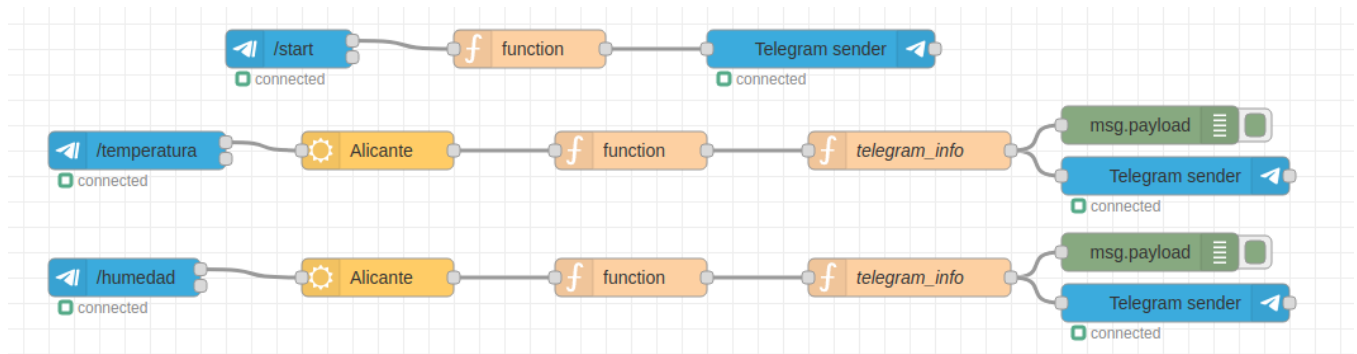 /start
function
Telegram sender
connected
connected
msg.payload
/temperatura
Alicante
function
telegram_info
Telegram sender
connected
connected
msg.payload
/humedad
Alicante
function
telegram_info
Telegram sender
connected
connected